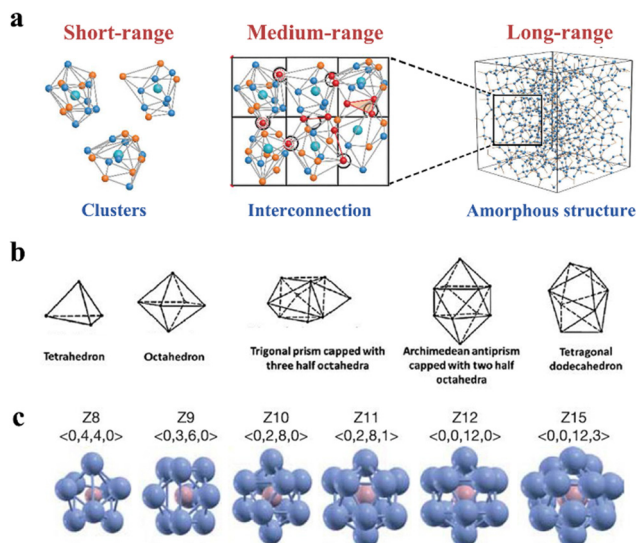 a
Short-range
Medium-range
Long-range
Clusters
Interconnection
Amorphous structure
b
Tetrahedron
Octahedron
Trigonal prism capped with
three half octahedra
Archimedean antiprism
capped with two half
octahedra
Tetragonal
dodecahedron
c
Z8
<0,4,4,0>
Z9
<0,3,6,0>
Z10
<0,2,8,0>
Z11
<0,2,8,1>
Z12
<0,0,12,0>
Z15
<0,0,12,3>